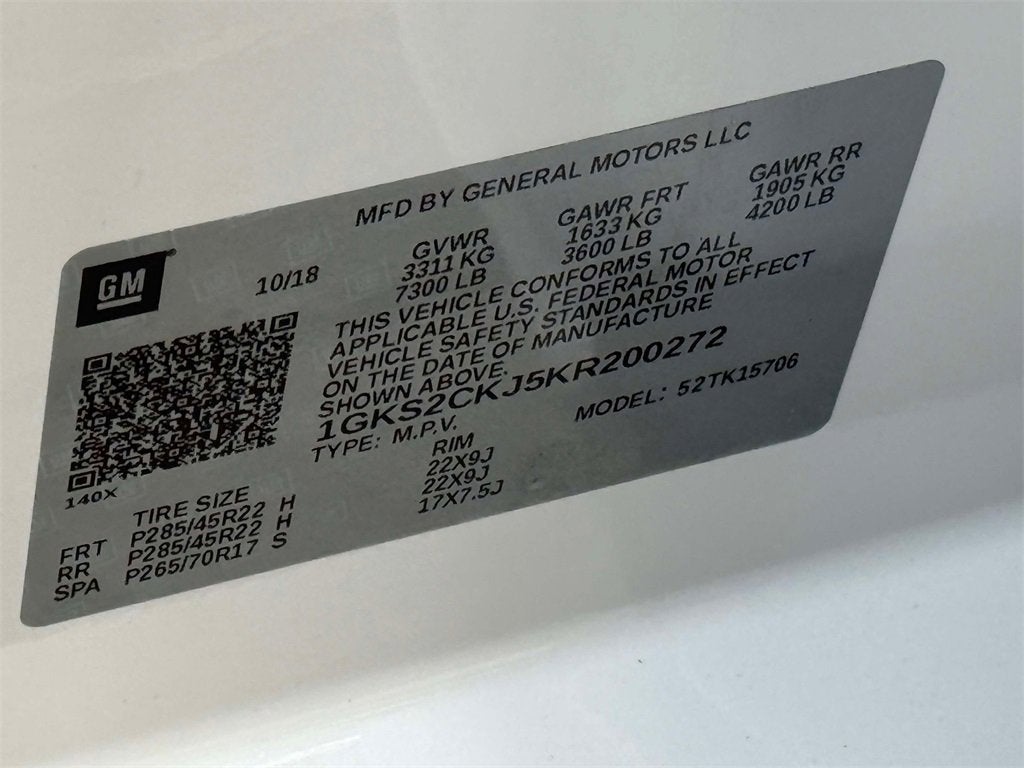 MFD BY GENERAL MOTORS LLC
GM
10/18
GVWR GAWR FRT GAWR RR
3311 KG 1633 KG 1905 KG
7300 LB 3600 LB 4200 LB
THIS VEHICLE CONFORMS TO ALL
APPLICABLE U.S. FEDERAL MOTOR
VEHICLE SAFETY STANDARDS IN EFFECT
ON THE DATE OF MANUFACTURE
SHOWN ABOVE.
1GKS2CKJ5KR200272
TYPE: M.P.V. MODEL: 52TK15706
140X
TIRE SIZE RIM
FRT P285/45R22 H 22X9J
RR P285/45R22 H 22X9J
SPA P265/70R17 S 17X7.5J